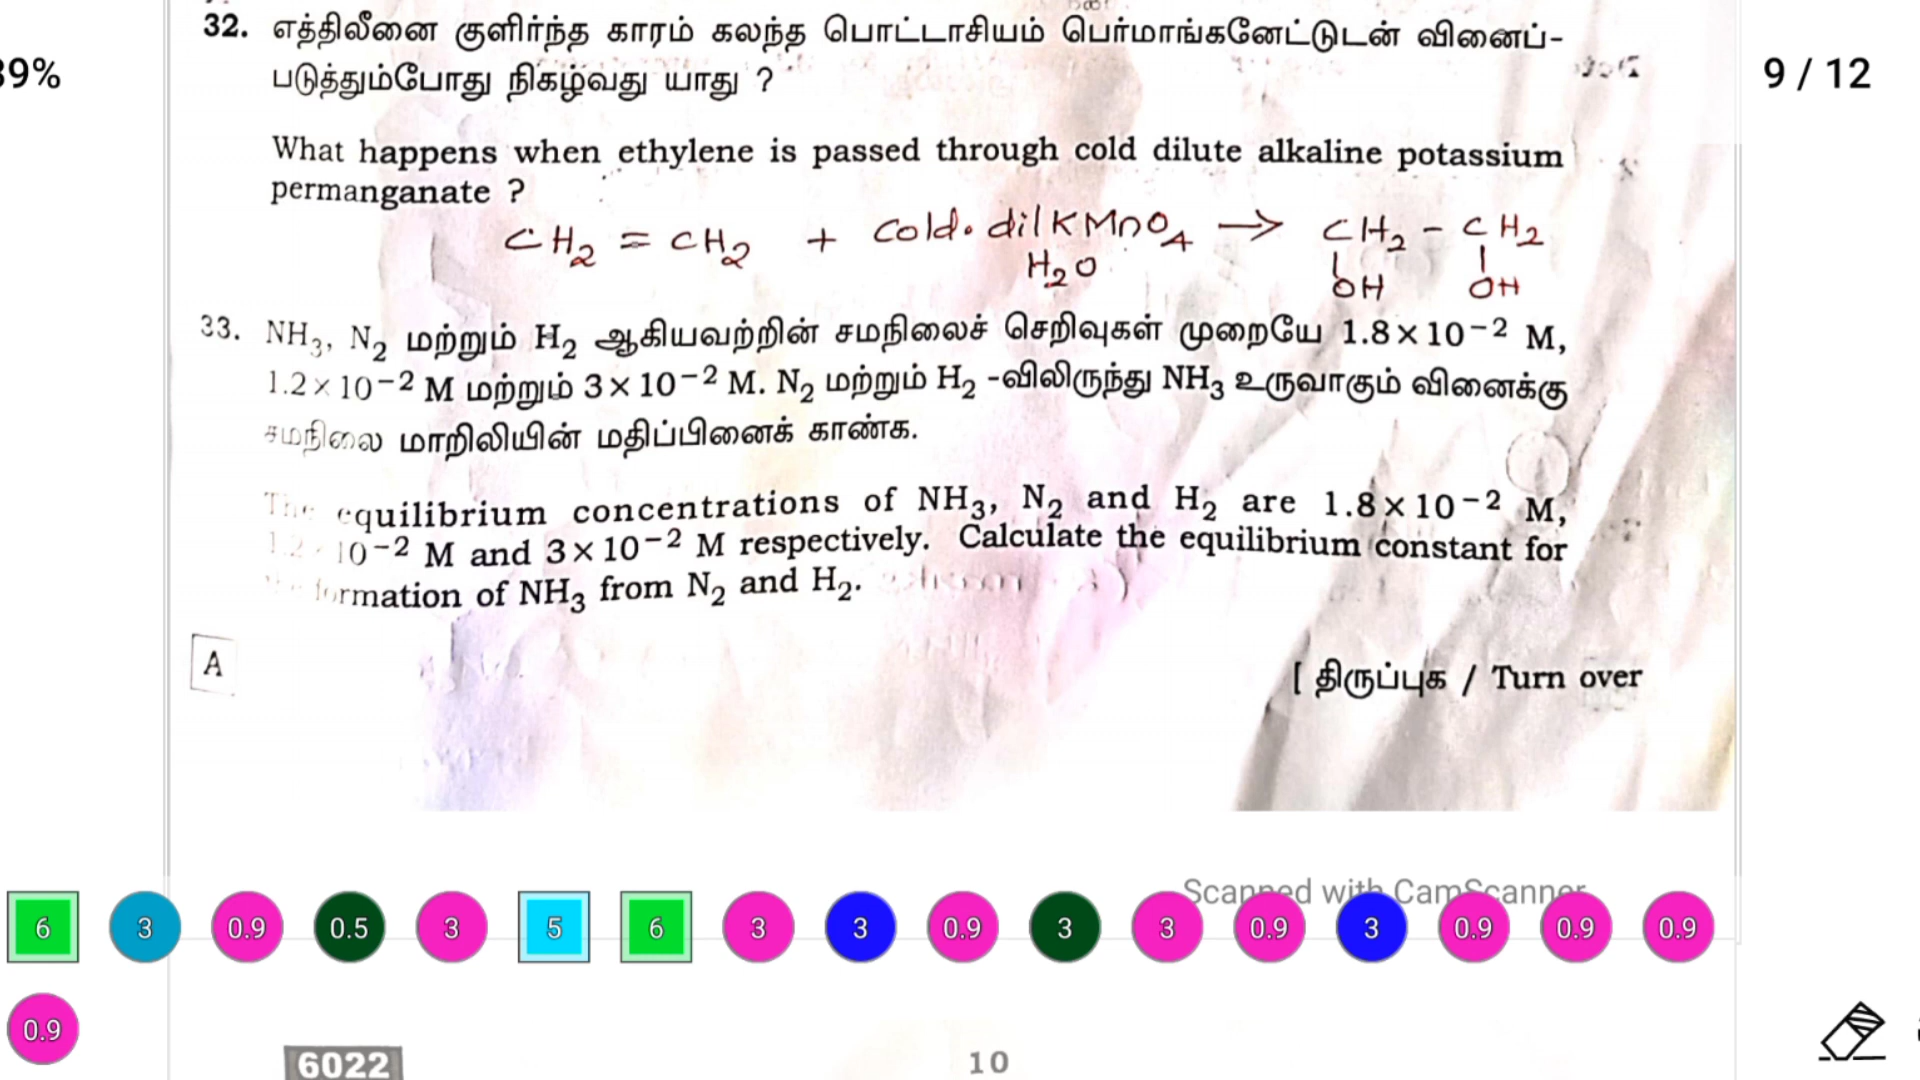 39%
9 / 12
32. எத்திலீனை குளிர்ந்த காரம் கலந்த பொட்டாசியம் பெர்மாங்கனேட்டுடன் வினைப்-
படுத்தும்போது நிகழ்வது யாது ?
What happens when ethylene is passed through cold dilute alkaline potassium
permanganate ?
CH₂ = CH₂ + cold. dil KMnO₄ → CH₂ - CH₂
H₂O OH OH
33. NH₃, N₂ மற்றும் H₂ ஆகியவற்றின் சமநிலைச் செறிவுகள் முறையே 1.8×10⁻² M,
1.2×10⁻² M மற்றும் 3×10⁻² M. N₂ மற்றும் H₂ -விலிருந்து NH₃ உருவாகும் வினைக்கு
சமநிலை மாறிலியின் மதிப்பினைக் காண்க.
The equilibrium concentrations of NH₃, N₂ and H₂ are 1.8×10⁻² M,
1.2×10⁻² M and 3×10⁻² M respectively. Calculate the equilibrium constant for
the formation of NH₃ from N₂ and H₂.
A
[ திருப்புக / Turn over
Scanned with CamScanner
6 3 0.9 0.5 3 5 6 3 3 0.9 3 3 0.9 3 0.9 0.9 0.9
0.9
6022
10